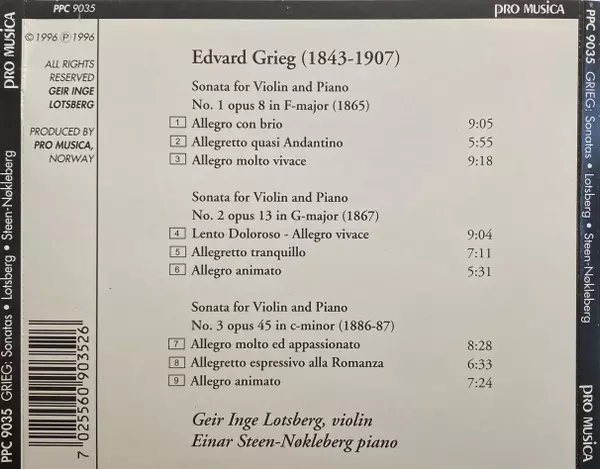 PPC 9035
PRO MUSICA
© 1996 ℗ 1996
ALL RIGHTS
RESERVED
GEIR INGE
LOTSBERG
PRODUCED BY
PRO MUSICA,
NORWAY
Edvard Grieg (1843-1907)
Sonata for Violin and Piano
No. 1 opus 8 in F-major (1865)
1 Allegro con brio 9:05
2 Allegretto quasi Andantino 5:55
3 Allegro molto vivace 9:18
Sonata for Violin and Piano
No. 2 opus 13 in G-major (1867)
4 Lento Doloroso - Allegro vivace 9:04
5 Allegretto tranquillo 7:11
6 Allegro animato 5:31
Sonata for Violin and Piano
No. 3 opus 45 in c-minor (1886-87)
7 Allegro molto ed appassionato 8:28
8 Allegretto espressivo alla Romanza 6:33
9 Allegro animato 7:24
Geir Inge Lotsberg, violin
Einar Steen-Nøkleberg piano
7 025560 903526
PPC 9035 GRIEG: Sonatas • Lotsberg • Steen-Nøkleberg PRO MUSICA
PPC 9035 GRIEG: Sonatas • Lotsberg • Steen-Nøkleberg PRO MUSICA